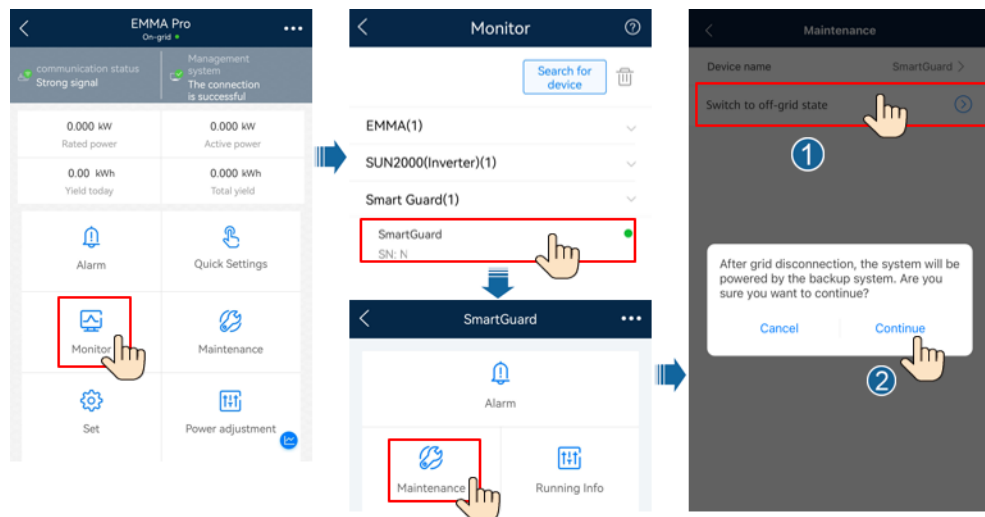 EMMA Pro
On-grid
communication status
Strong signal
Management
system
The connection
is successful
0.000 kW
Rated power
0.000 kW
Active power
0.00 kWh
Yield today
0.000 kWh
Total yield
Alarm
Quick Settings
Monitor
Maintenance
Set
Power adjustment
Monitor
Search for
device
EMMA(1)
SUN2000(Inverter)(1)
Smart Guard(1)
SmartGuard
SN: N
SmartGuard
Alarm
Maintenance
Running Info
Maintenance
Device name
SmartGuard
Switch to off-grid state
1
After grid disconnection, the system will be
powered by the backup system. Are you
sure you want to continue?
Cancel
Continue
2